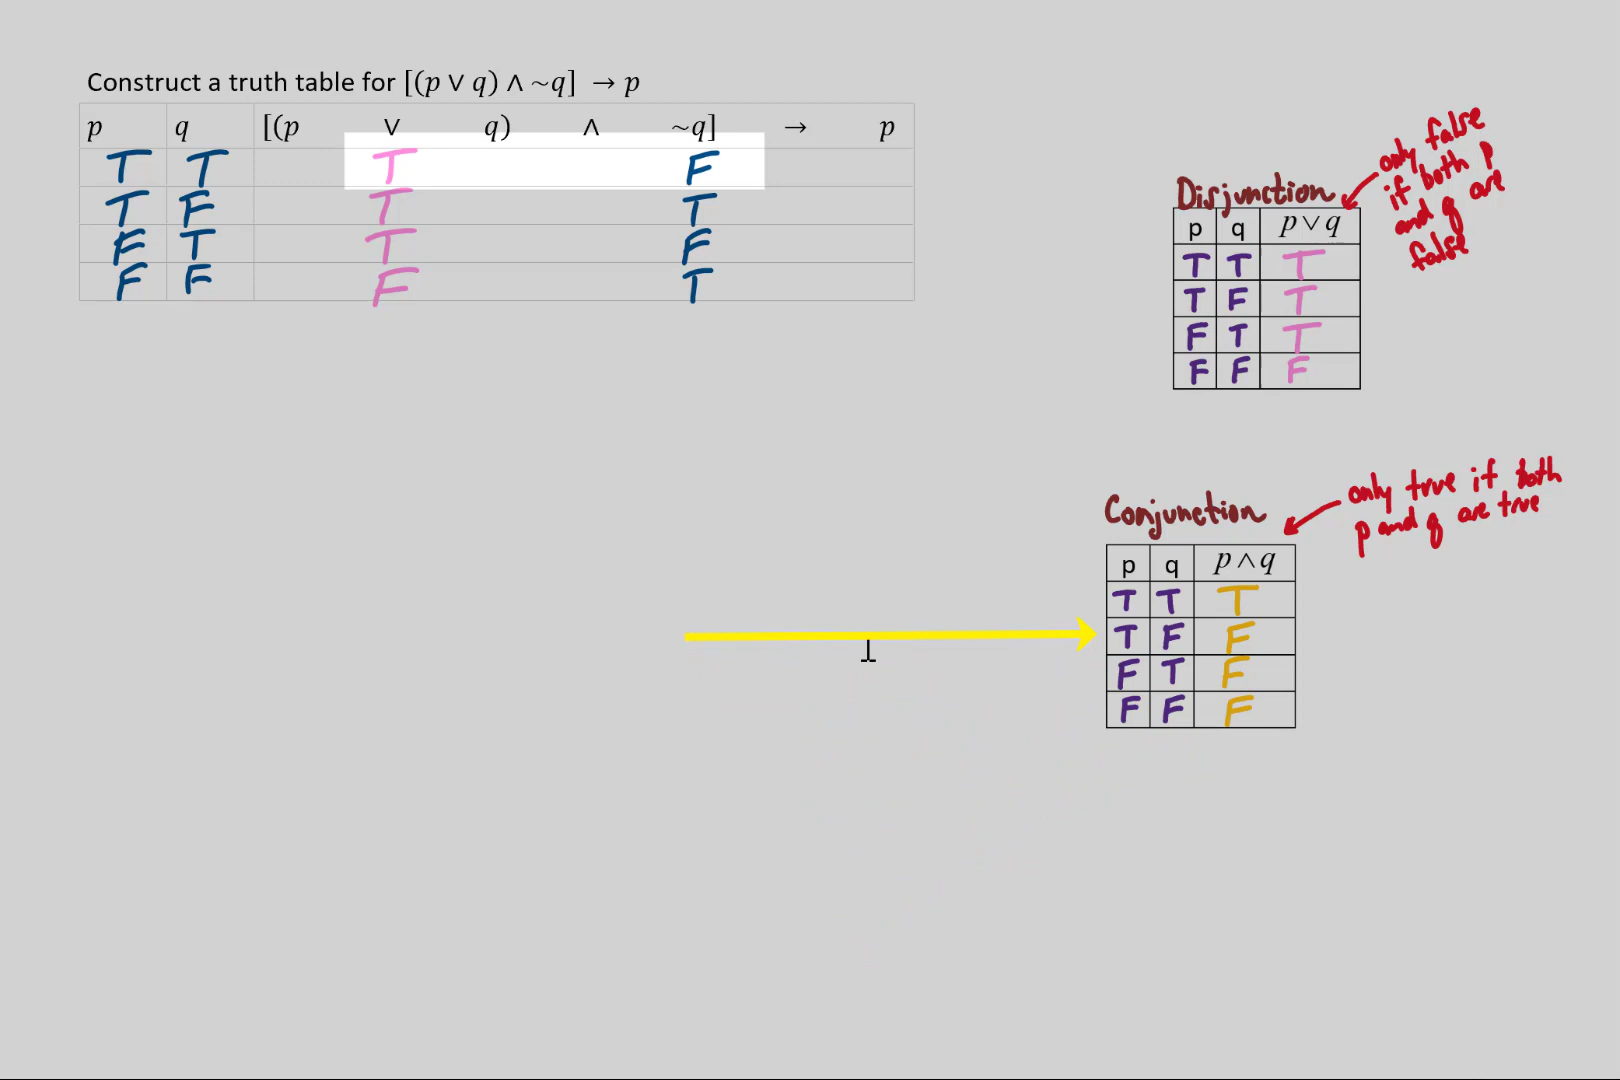 Construct a truth table for [(p ∨ q) ∧ ~q] → p
p q [(p ∨ q) ∧ ~q] → p
T T T F
T F T T
F T T F
F F F T
only false
if both p
and q are
false
Disjunction
p q p ∨ q
T T T
T F T
F T T
F F F
only true if both
p and q are true
Conjunction
p q p ∧ q
T T T
T F F
F T F
F F F